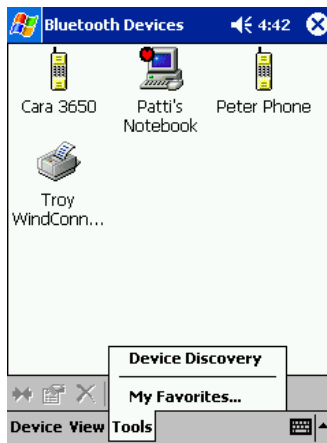 Bluetooth Devices 4:42
Cara 3650
Patti's Notebook
Peter Phone
Troy WindConn...
Device Discovery
My Favorites...
Device View Tools